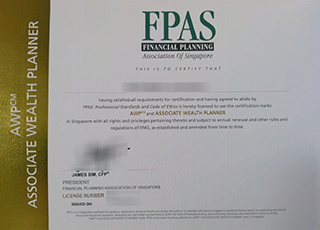 AWPCM
ASSOCIATE WEALTH PLANNER
FPAS
FINANCIAL PLANNING
Association Of Singapore
THIS IS TO CERTIFY THAT
having satisfied all requirements for certification and having agreed to abide by
FPAS' Professional Standards and Code of Ethics is hereby licensed to use the certification marks
AWPCM and ASSOCIATE WEALTH PLANNER
in Singapore with all rights and privileges pertaining thereto and subject to annual renewal and other rules and
regulations of FPAS, as established and amended from time to time.
JAMES SIM, CFP
PRESIDENT
FINANCIAL PLANNING ASSOCIATION OF SINGAPORE
LICENSE NUMBER:
ISSUED ON: